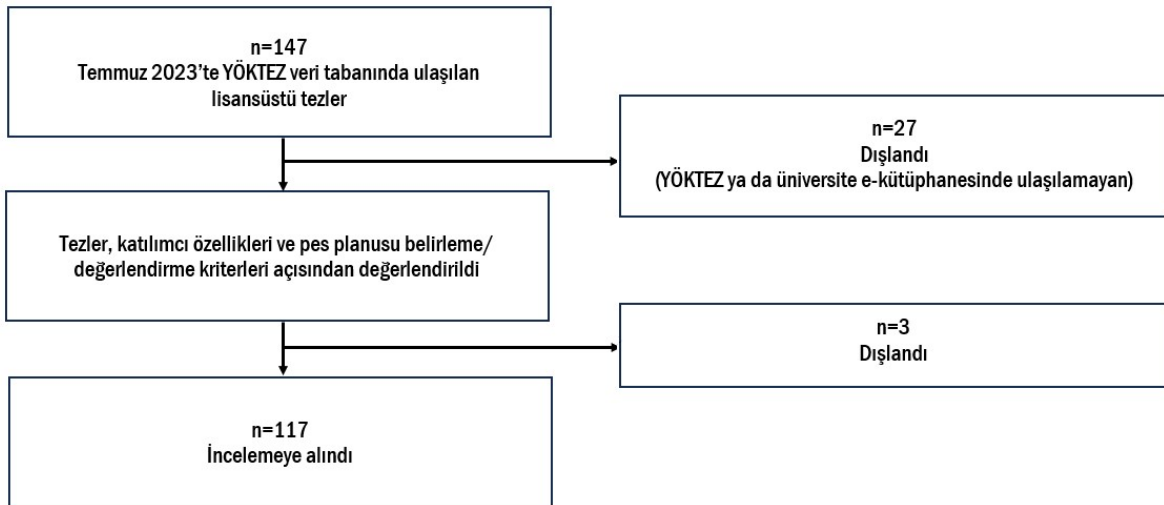 n=147
Temmuz 2023'te YÖKTEZ veri tabanında ulaşılan
lisansüstü tezler
n=27
Dışlandı
(YÖKTEZ ya da üniversite e-kütüphanesinde ulaşılamayan)
Tezler, katılımcı özellikleri ve pes planusu belirleme/
değerlendirme kriterleri açısından değerlendirildi
n=3
Dışlandı
n=117
İncelemeye alındı